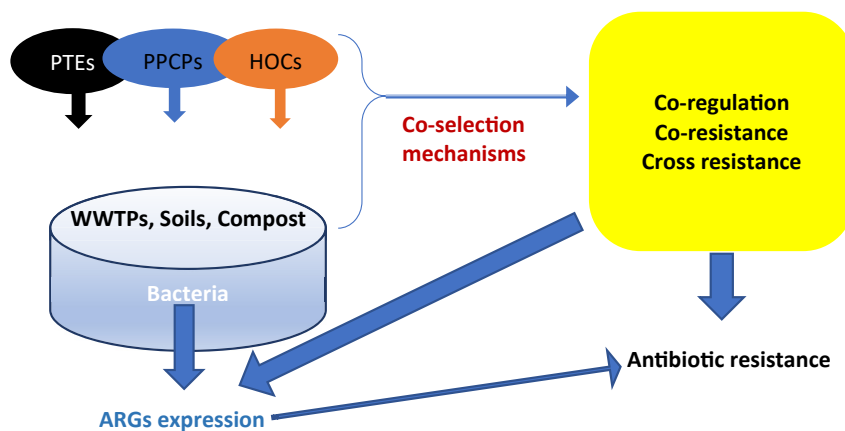 PTEs
PPCPs
HOCs
Co-selection
mechanisms
Co-regulation
Co-resistance
Cross resistance
WWTPs, Soils, Compost
Bacteria
Antibiotic resistance
ARGs expression